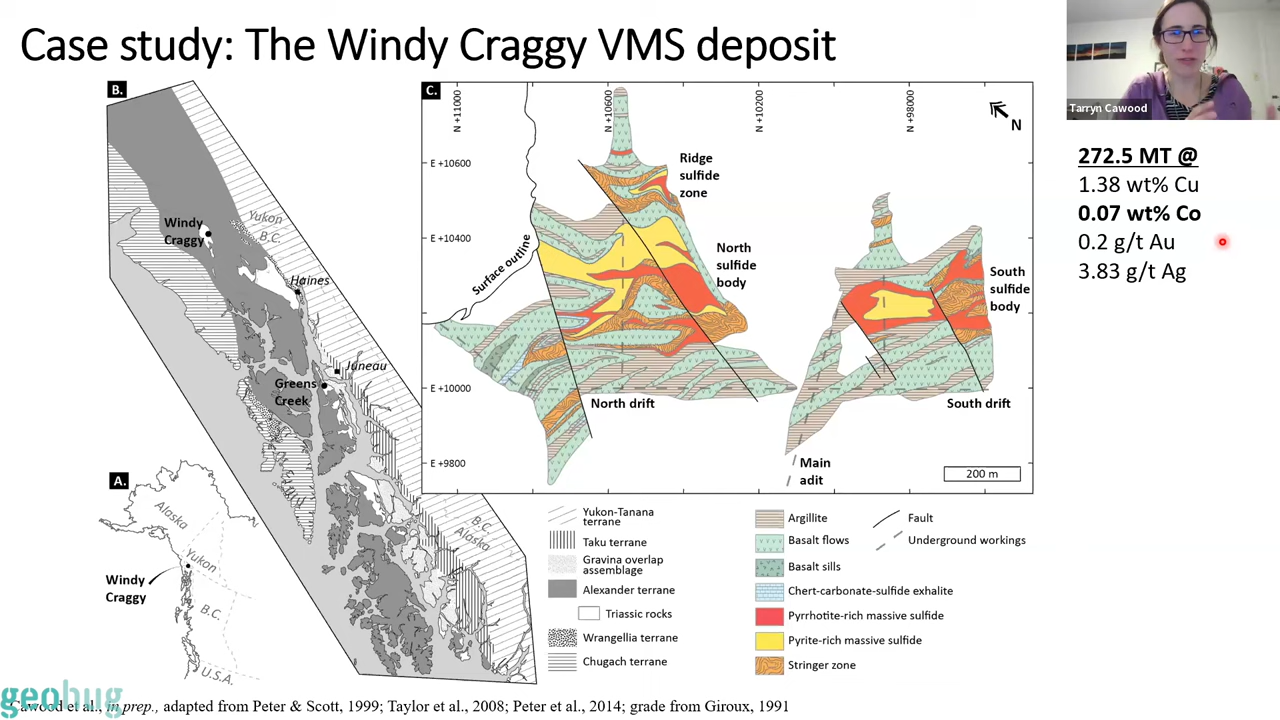 Case study: The Windy Craggy VMS deposit
Tarryn Cawood
272.5 MT @
1.38 wt% Cu
0.07 wt% Co
0.2 g/t Au
3.83 g/t Ag
B.
Windy
Craggy
Yukon
B.C.
Haines
Juneau
Greens
Creek
B.C.
Alaska
A.
Alaska
Yukon
Windy
Craggy
B.C.
U.S.A.
C.
N +11000
N +10600
N +10200
N +98000
N
E +10600
E +10400
E +10000
E +9800
Surface outline
Ridge
sulfide
zone
North
sulfide
body
South
sulfide
body
North drift
South drift
Main
adit
200 m
Yukon-Tanana
terrane
Taku terrane
Gravina overlap
assemblage
Alexander terrane
Triassic rocks
Wrangellia terrane
Chugach terrane
Argillite
Basalt flows
Basalt sills
Chert-carbonate-sulfide exhalite
Pyrrhotite-rich massive sulfide
Pyrite-rich massive sulfide
Stringer zone
Fault
Underground workings
geobug
Cawood et al., in prep., adapted from Peter & Scott, 1999; Taylor et al., 2008; Peter et al., 2014; grade from Giroux, 1991